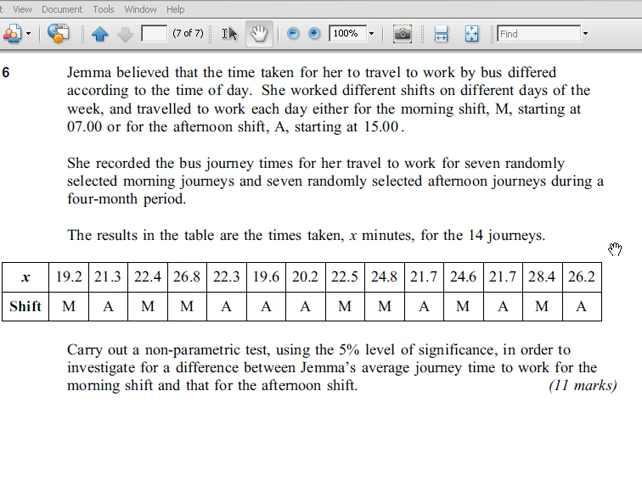 t View Document Tools Window Help
(7 of 7) 100% Find
6 Jemma believed that the time taken for her to travel to work by bus differed
according to the time of day. She worked different shifts on different days of the
week, and travelled to work each day either for the morning shift, M, starting at
07.00 or for the afternoon shift, A, starting at 15.00.
She recorded the bus journey times for her travel to work for seven randomly
selected morning journeys and seven randomly selected afternoon journeys during a
four-month period.
The results in the table are the times taken, x minutes, for the 14 journeys.
x 19.2 21.3 22.4 26.8 22.3 19.6 20.2 22.5 24.8 21.7 24.6 21.7 28.4 26.2
Shift M A M M A A A M M A M A M A
Carry out a non-parametric test, using the 5% level of significance, in order to
investigate for a difference between Jemma's average journey time to work for the
morning shift and that for the afternoon shift. (11 marks)